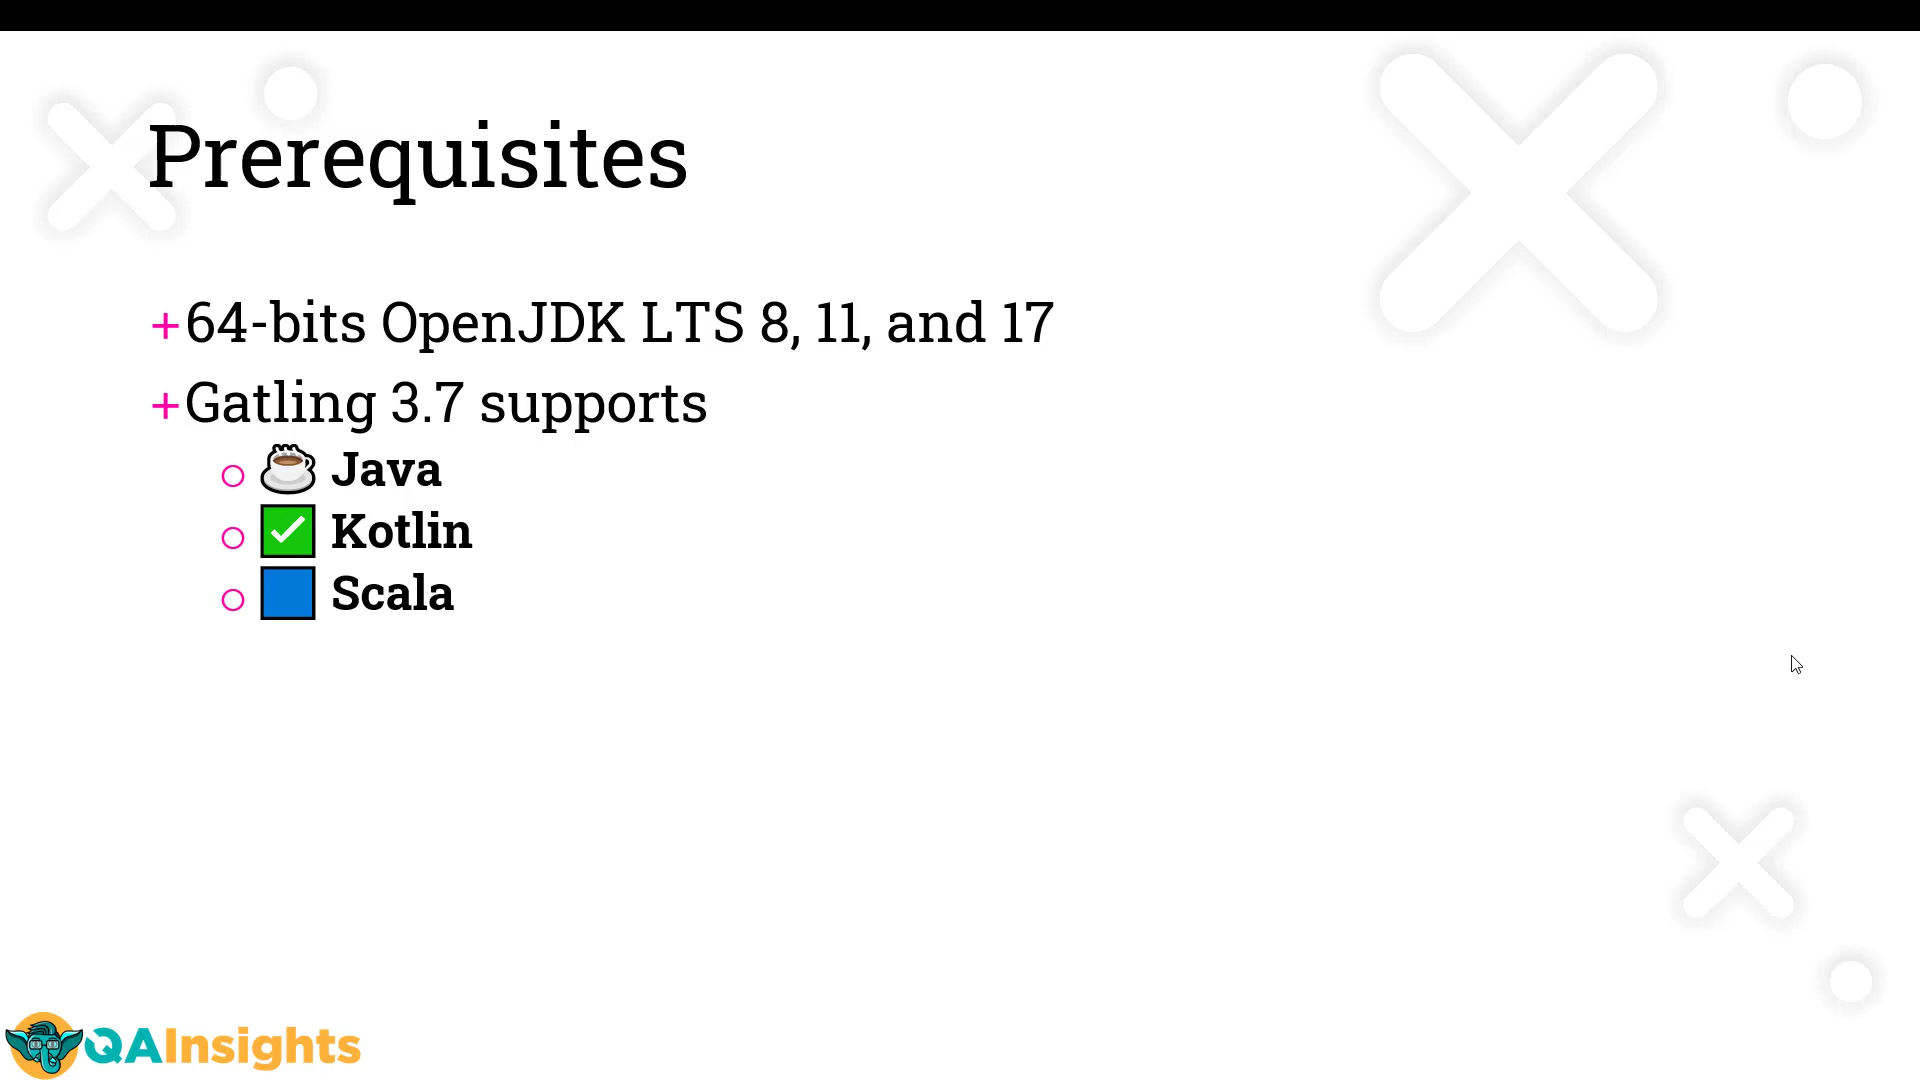 Prerequisites
+64-bits OpenJDK LTS 8, 11, and 17
+Gatling 3.7 supports
○ ☕ Java
○ ✅ Kotlin
○ 🟦 Scala
QAInsights